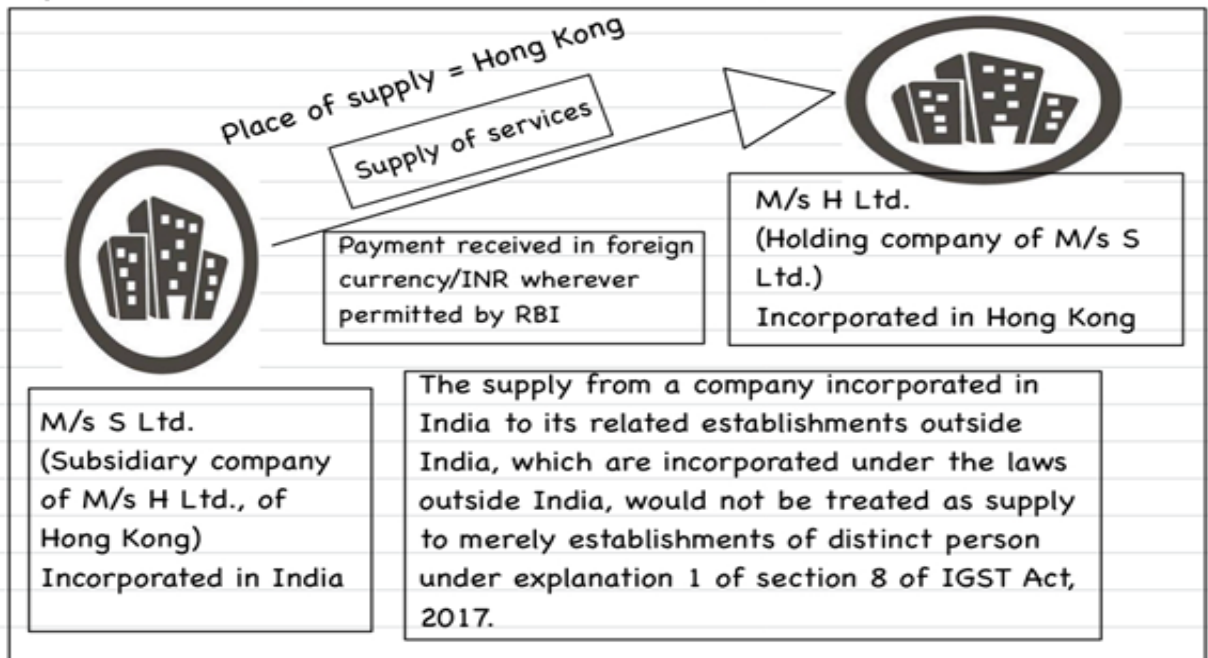 Place of supply = Hong Kong
Supply of services
Payment received in foreign
currency/INR wherever
permitted by RBI
M/s H Ltd.
(Holding company of M/s S
Ltd.)
Incorporated in Hong Kong
M/s S Ltd.
(Subsidiary company
of M/s H Ltd., of
Hong Kong)
Incorporated in India
The supply from a company incorporated in
India to its related establishments outside
India, which are incorporated under the laws
outside India, would not be treated as supply
to merely establishments of distinct person
under explanation 1 of section 8 of IGST Act,
2017.